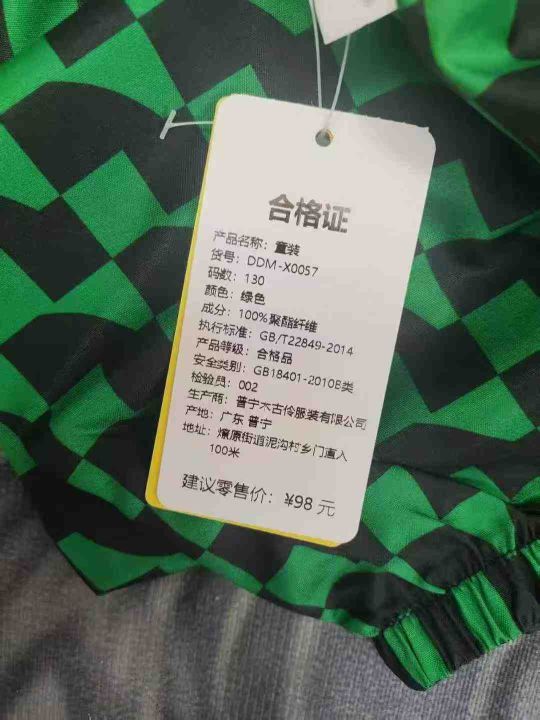 合格证
产品名称：童装
货号：DDM-X0057
码数：130
颜色：绿色
成分：100%聚酯纤维
执行标准：GB/T22849-2014
产品等级：合格品
安全类别：GB18401-2010B类
检验员：002
生产商：普宁木古伶服装有限公司
产地：广东 普宁
地址：燎原街道泥沟村乡门直入
100米
建议零售价：¥98 元